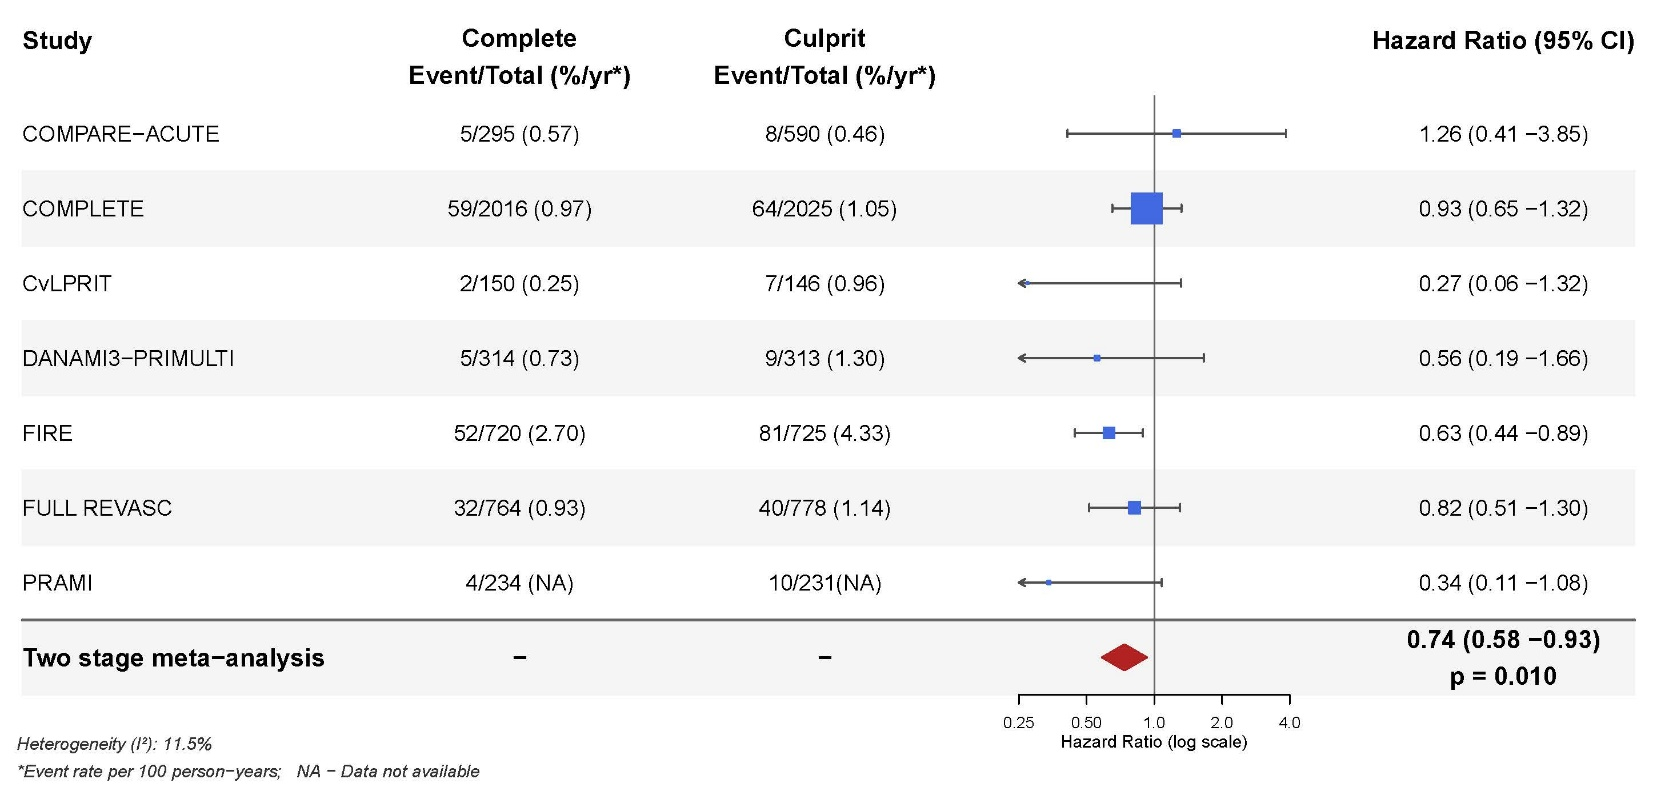 Study Complete Culprit Hazard Ratio (95% CI)
Event/Total (%/yr*) Event/Total (%/yr*)
COMPARE−ACUTE 5/295 (0.57) 8/590 (0.46) 1.26 (0.41 −3.85)
COMPLETE 59/2016 (0.97) 64/2025 (1.05) 0.93 (0.65 −1.32)
CvLPRIT 2/150 (0.25) 7/146 (0.96) 0.27 (0.06 −1.32)
DANAMI3−PRIMULTI 5/314 (0.73) 9/313 (1.30) 0.56 (0.19 −1.66)
FIRE 52/720 (2.70) 81/725 (4.33) 0.63 (0.44 −0.89)
FULL REVASC 32/764 (0.93) 40/778 (1.14) 0.82 (0.51 −1.30)
PRAMI 4/234 (NA) 10/231(NA) 0.34 (0.11 −1.08)
Two stage meta−analysis − − 0.74 (0.58 −0.93)
p = 0.010
0.25 0.50 1.0 2.0 4.0
Hazard Ratio (log scale)
Heterogeneity (I²): 11.5%
*Event rate per 100 person−years; NA − Data not available